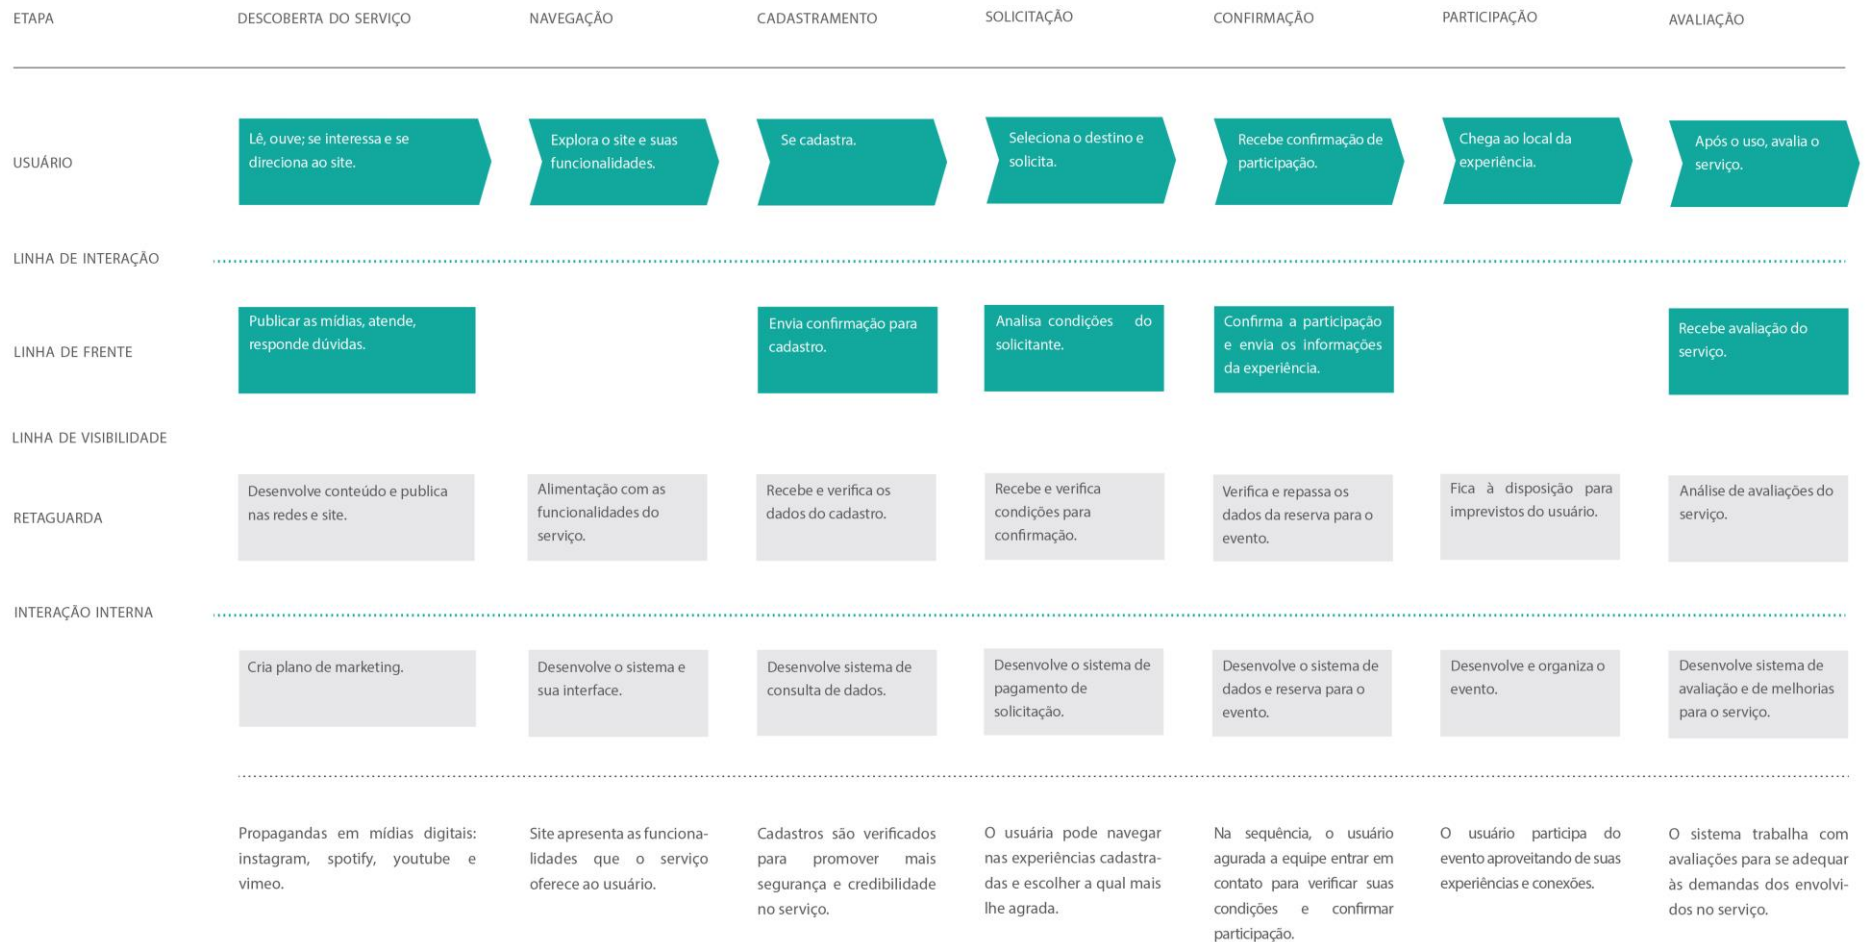 ETAPA
DESCOBERTA DO SERVIÇO
NAVEGAÇÃO
CADASTRAMENTO
SOLICITAÇÃO
CONFIRMAÇÃO
PARTICIPAÇÃO
AVALIAÇÃO
USUÁRIO
Lê, ouve; se interessa e se
direciona ao site.
Explora o site e suas
funcionalidades.
Se cadastra.
Seleciona o destino e
solicita.
Recebe confirmação de
participação.
Chega ao local da
experiência.
Após o uso, avalia o
serviço.
LINHA DE INTERAÇÃO
LINHA DE FRENTE
Publicar as mídias, atende,
responde dúvidas.
Envia confirmação para
cadastro.
Analisa condições do
solicitante.
Confirma a participação
e envia os informações
da experiência.
Recebe avaliação do
serviço.
LINHA DE VISIBILIDADE
RETAGUARDA
Desenvolve conteúdo e publica
nas redes e site.
Alimentação com as
funcionalidades do
serviço.
Recebe e verifica os
dados do cadastro.
Recebe e verifica
condições para
confirmação.
Verifica e repassa os
dados da reserva para o
evento.
Fica à disposição para
imprevistos do usuário.
Análise de avaliações do
serviço.
INTERAÇÃO INTERNA
Cria plano de marketing.
Desenvolve o sistema e
sua interface.
Desenvolve sistema de
consulta de dados.
Desenvolve o sistema de
pagamento de
solicitação.
Desenvolve o sistema de
dados e reserva para o
evento.
Desenvolve e organiza o
evento.
Desenvolve sistema de
avaliação e de melhorias
para o serviço.
Propagandas em mídias digitais:
instagram, spotify, youtube e
vimeo.
Site apresenta as funciona-
lidades que o serviço
oferece ao usuário.
Cadastros são verificados
para promover mais
segurança e credibilidade
no serviço.
O usuária pode navegar
nas experiências cadastra-
das e escolher a qual mais
lhe agrada.
Na sequência, o usuário
agurada a equipe entrar em
contato para verificar suas
condições e confirmar
participação.
O usuário participa do
evento aproveitando de suas
experiências e conexões.
O sistema trabalha com
avaliações para se adequar
às demandas dos envolvi-
dos no serviço.